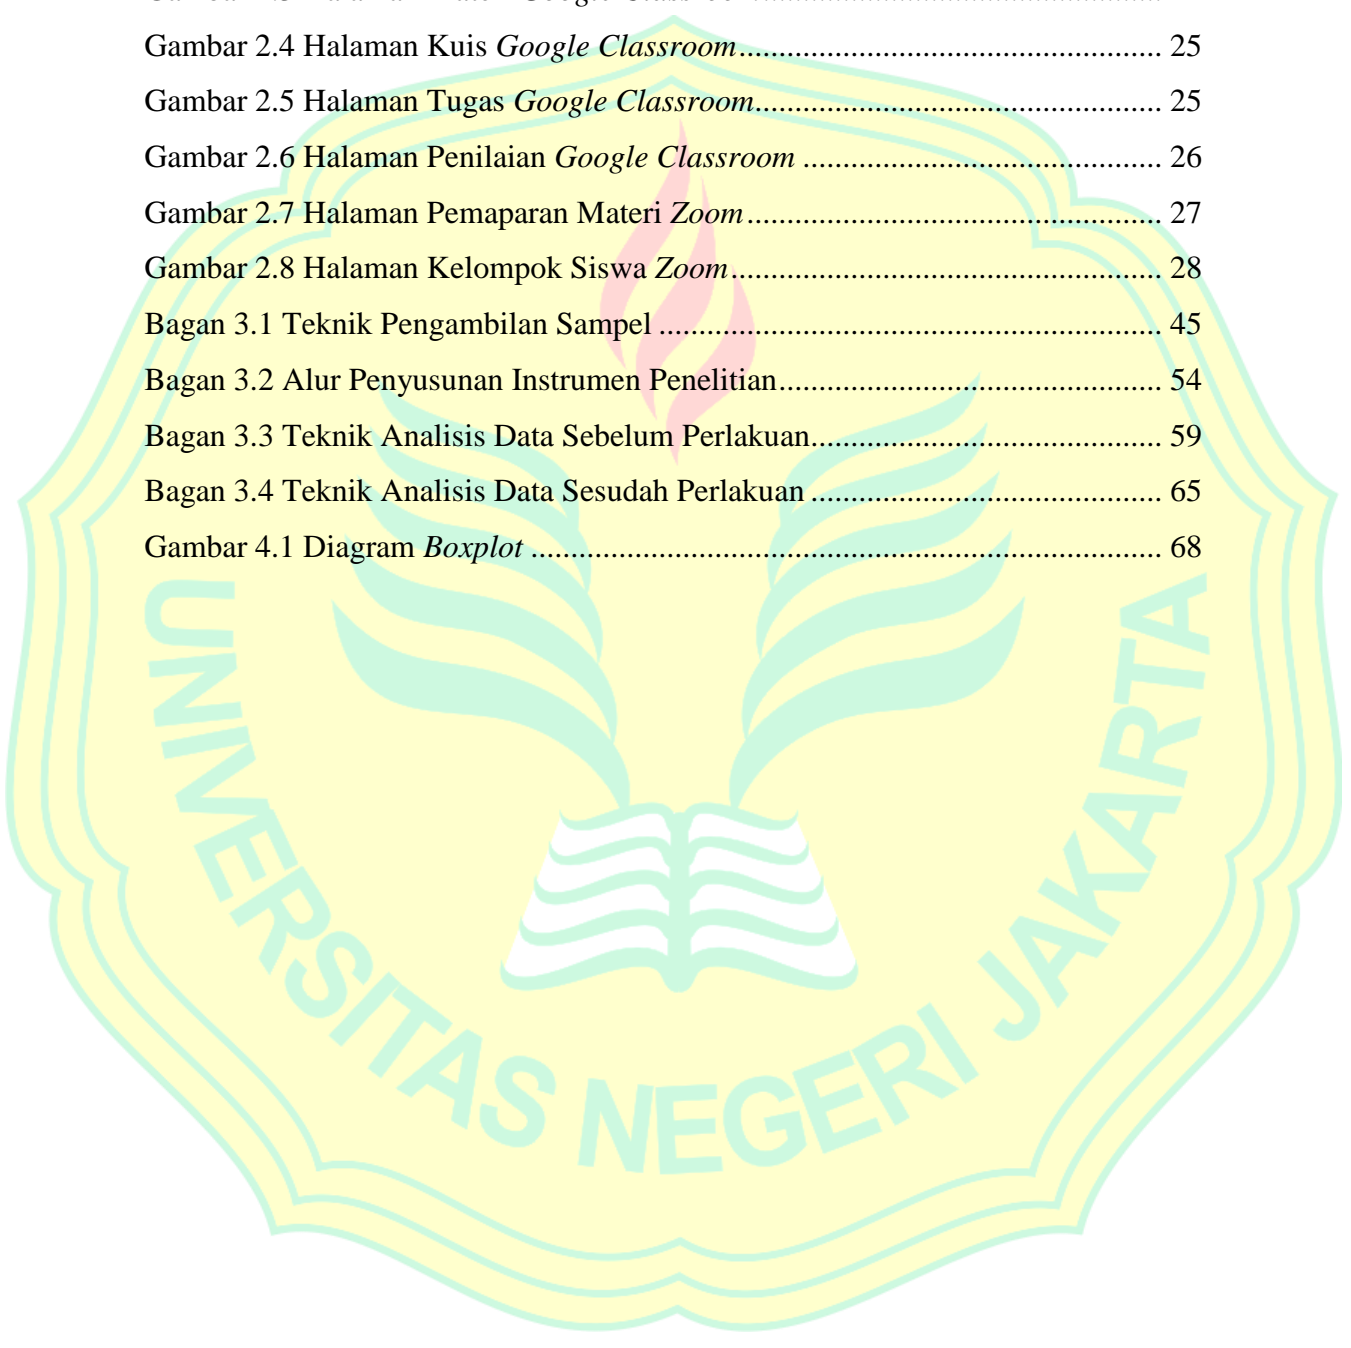 Gambar 2.4 Halaman Kuis Google Classroom............................................................ 25
Gambar 2.5 Halaman Tugas Google Classroom.......................................................... 25
Gambar 2.6 Halaman Penilaian Google Classroom .................................................... 26
Gambar 2.7 Halaman Pemaparan Materi Zoom........................................................... 27
Gambar 2.8 Halaman Kelompok Siswa Zoom............................................................. 28
Bagan 3.1 Teknik Pengambilan Sampel ...................................................................... 45
Bagan 3.2 Alur Penyusunan Instrumen Penelitian....................................................... 54
Bagan 3.3 Teknik Analisis Data Sebelum Perlakuan................................................... 59
Bagan 3.4 Teknik Analisis Data Sesudah Perlakuan ................................................... 65
Gambar 4.1 Diagram Boxplot ...................................................................................... 68
UNIVERSITAS NEGERI JAKARTA